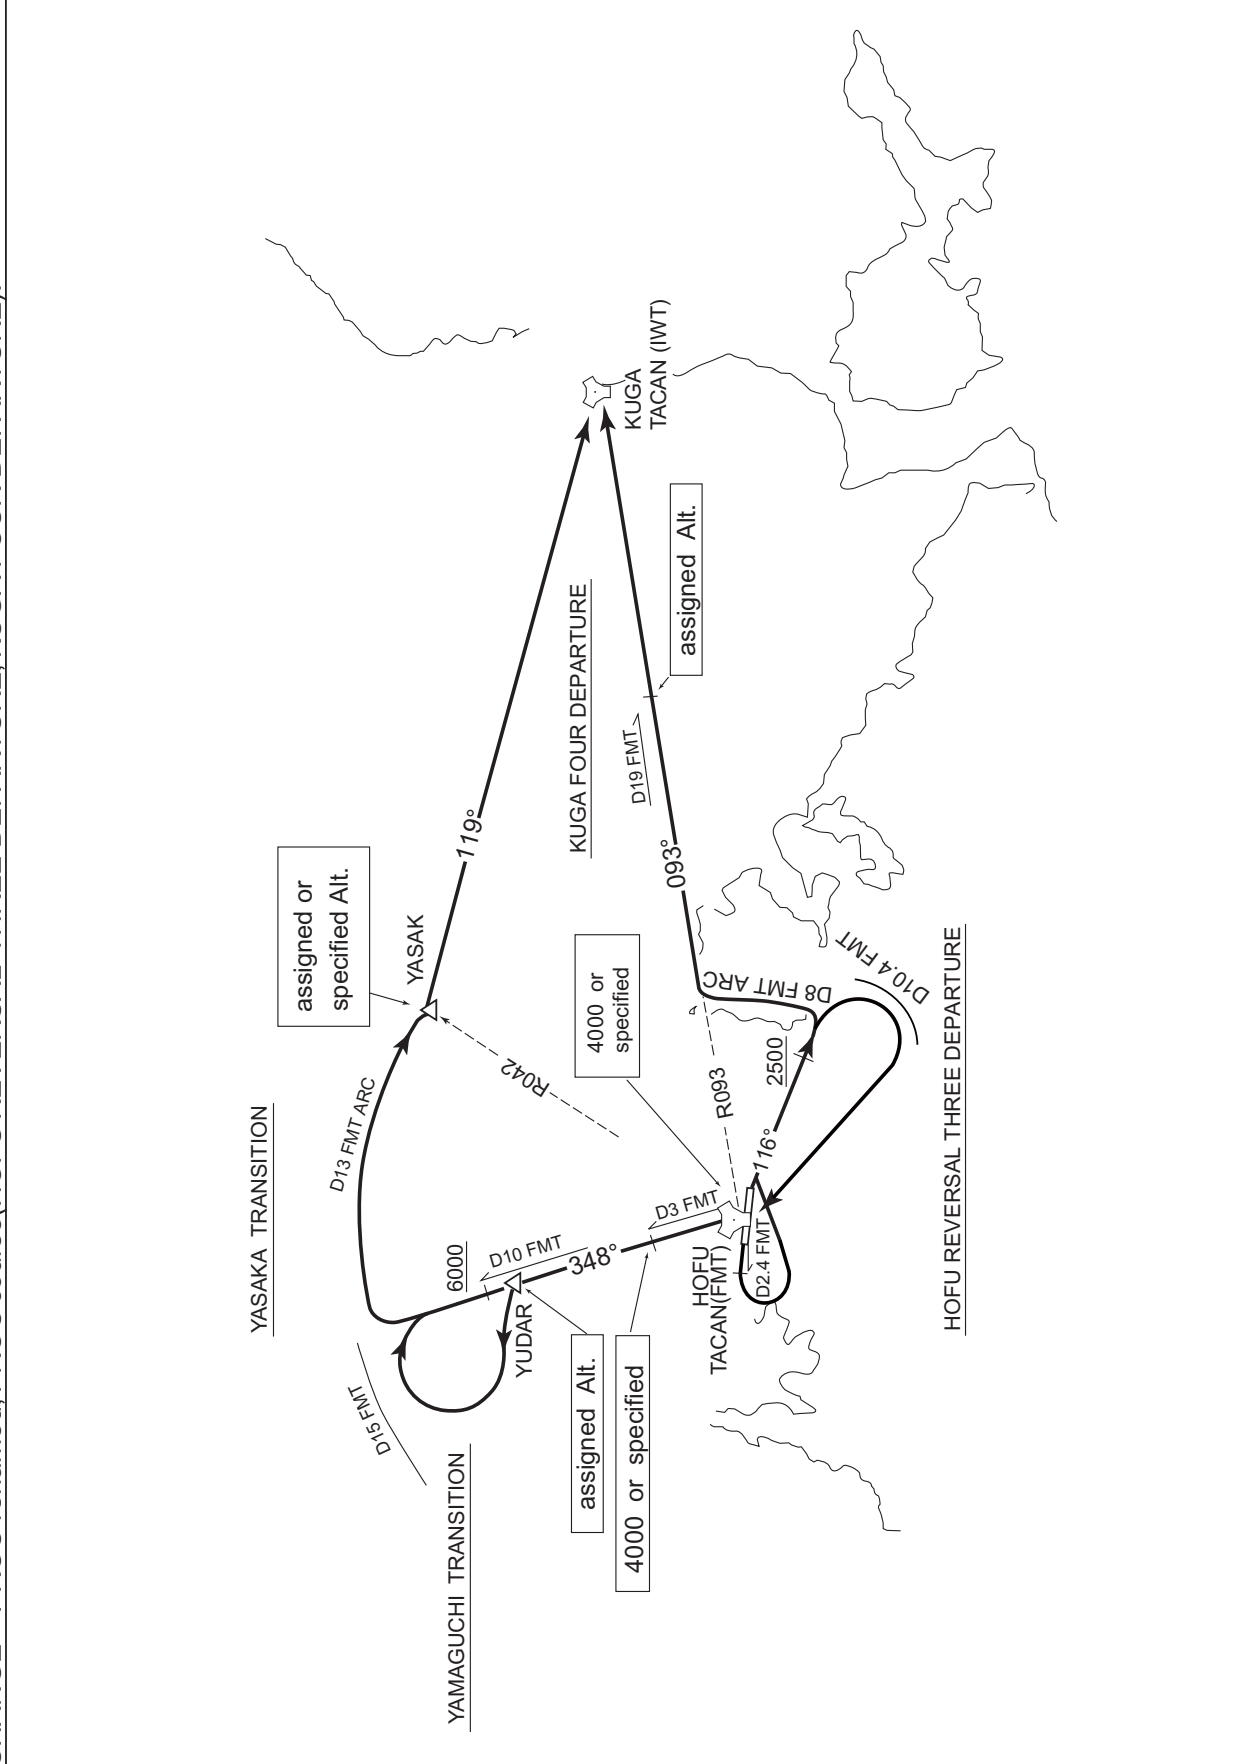 YASAKA TRANSITION
assigned or
specified Alt.
YASAK
D13 FMT ARC
119°
R042
D15 FMT
6000
D10 FMT
348°
D3 FMT
YUDAR
YAMAGUCHI TRANSITION
assigned Alt.
4000 or specified
4000 or
specified
HOFU
TACAN(FMT)
D2.4 FMT
R093
116°
2500
D8 FMT ARC
D10.4 FMT
HOFU REVERSAL THREE DEPARTURE
093°
D19 FMT
assigned Alt.
KUGA FOUR DEPARTURE
KUGA
TACAN (IWT)